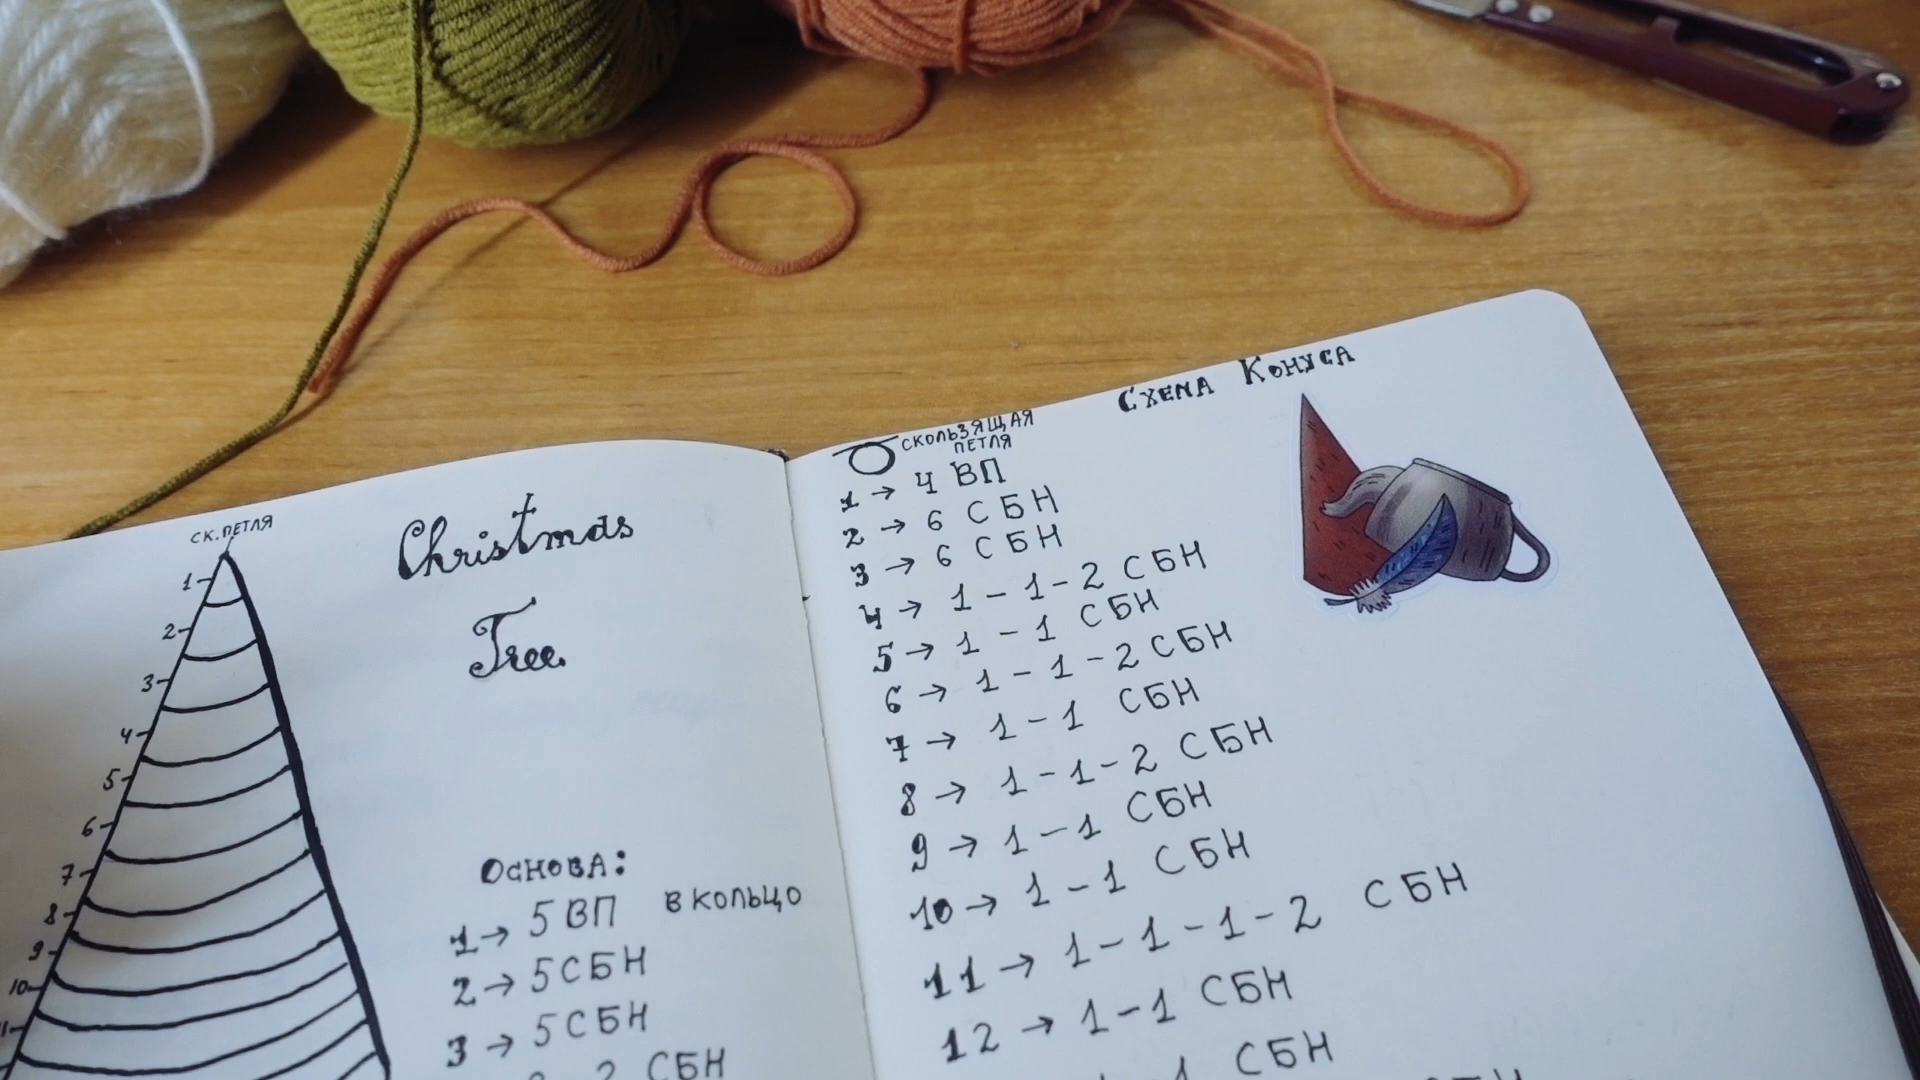 ск. петля
1
2
3
4
5
6
7
8
9
10
Christmas
Tree
Основа:
1 → 5 ВП в кольцо
2 → 5 СБН
3 → 5 СБН
2 СБН
Схема Конуса
скользящая
петля
1 → 4 ВП
2 → 6 СБН
3 → 6 СБН
4 → 1 - 1 - 2 СБН
5 → 1 - 1 СБН
6 → 1 - 1 - 2 СБН
7 → 1 - 1 СБН
8 → 1 - 1 - 2 СБН
9 → 1 - 1 СБН
10 → 1 - 1 СБН
11 → 1 - 1 - 1 - 2 СБН
12 → 1 - 1 СБН
1 СБН